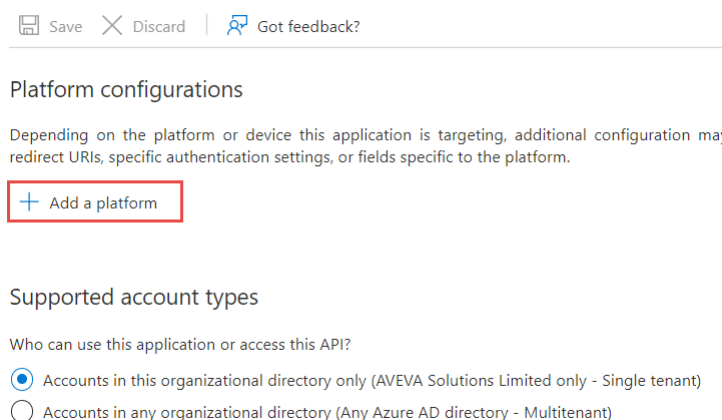 Save Discard Got feedback?
Platform configurations
Depending on the platform or device this application is targeting, additional configuration may
redirect URIs, specific authentication settings, or fields specific to the platform.
Add a platform
Supported account types
Who can use this application or access this API?
Accounts in this organizational directory only (AVEVA Solutions Limited only - Single tenant)
Accounts in any organizational directory (Any Azure AD directory - Multitenant)